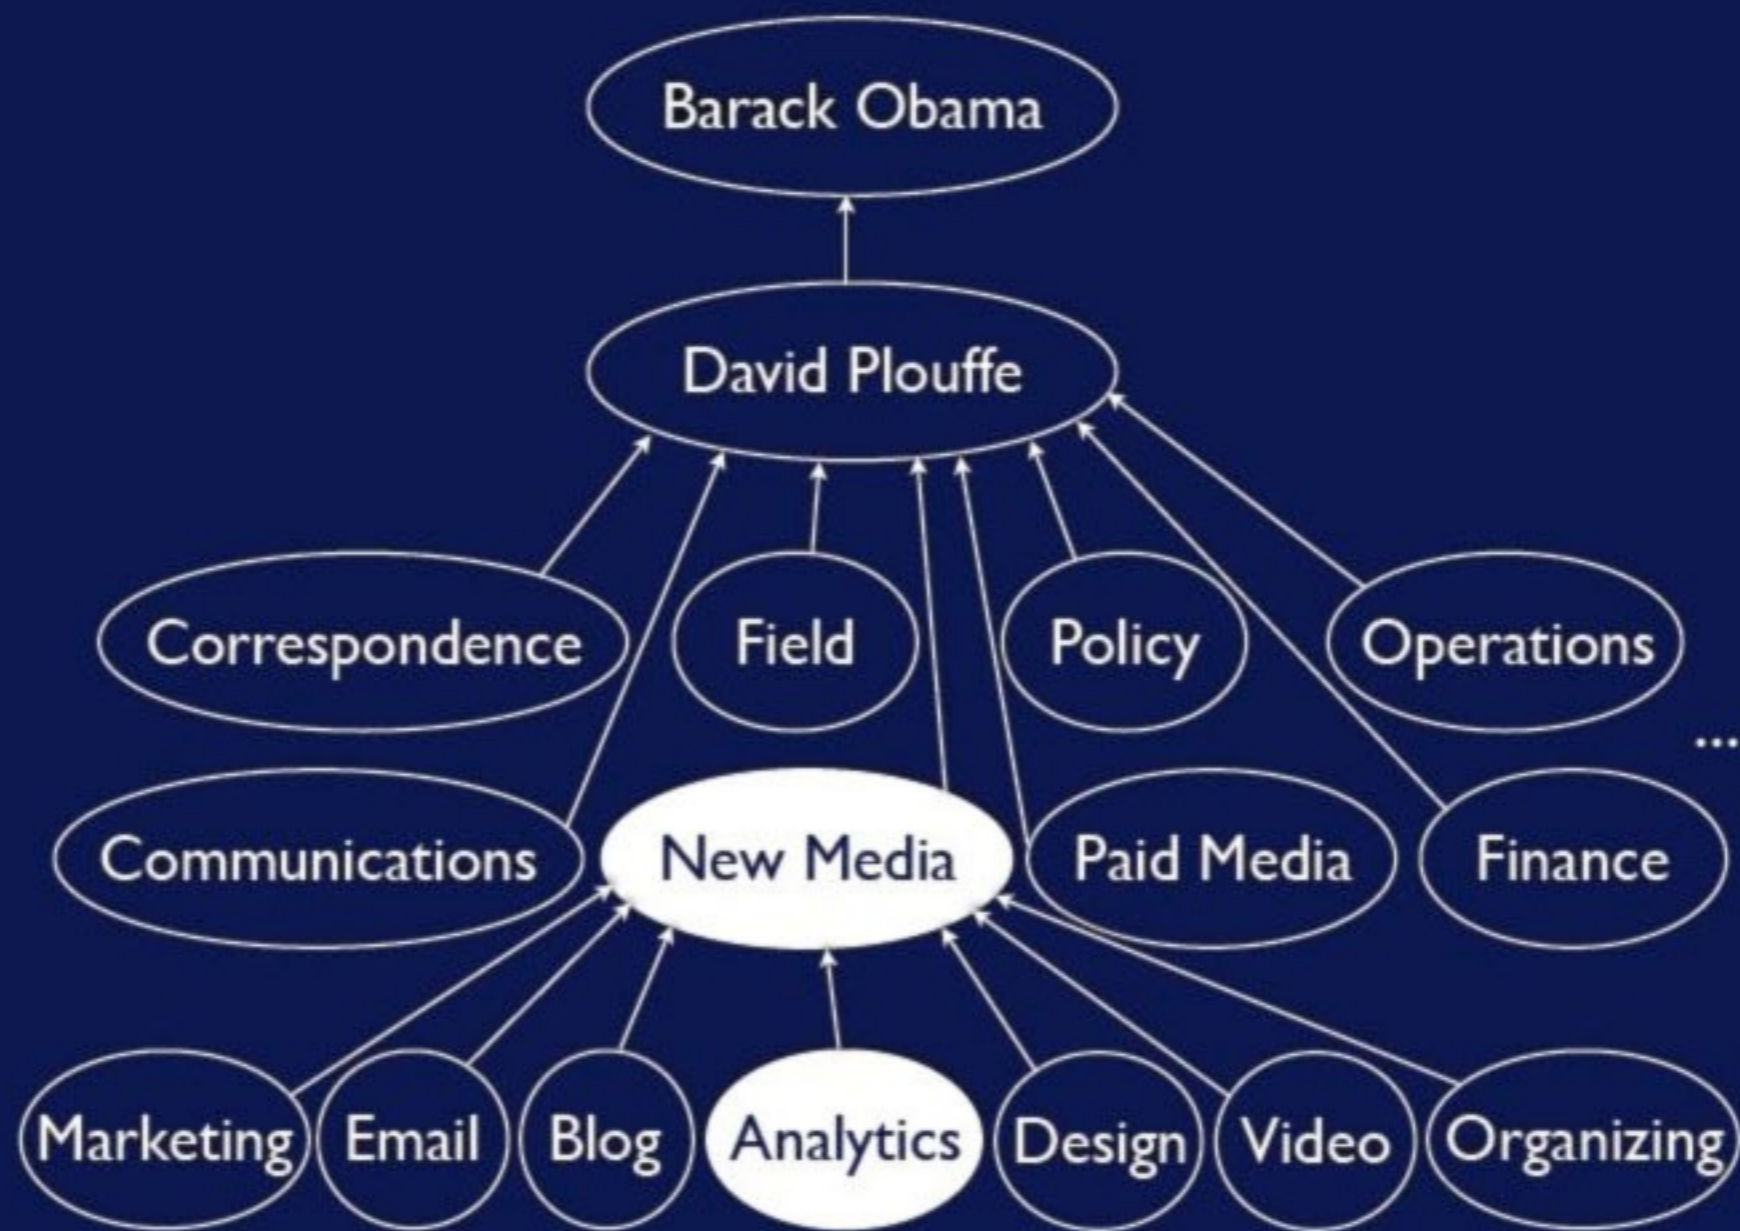 Barack Obama
David Plouffe
Correspondence
Field
Policy
Operations
...
Communications
New Media
Paid Media
Finance
Marketing
Email
Blog
Analytics
Design
Video
Organizing